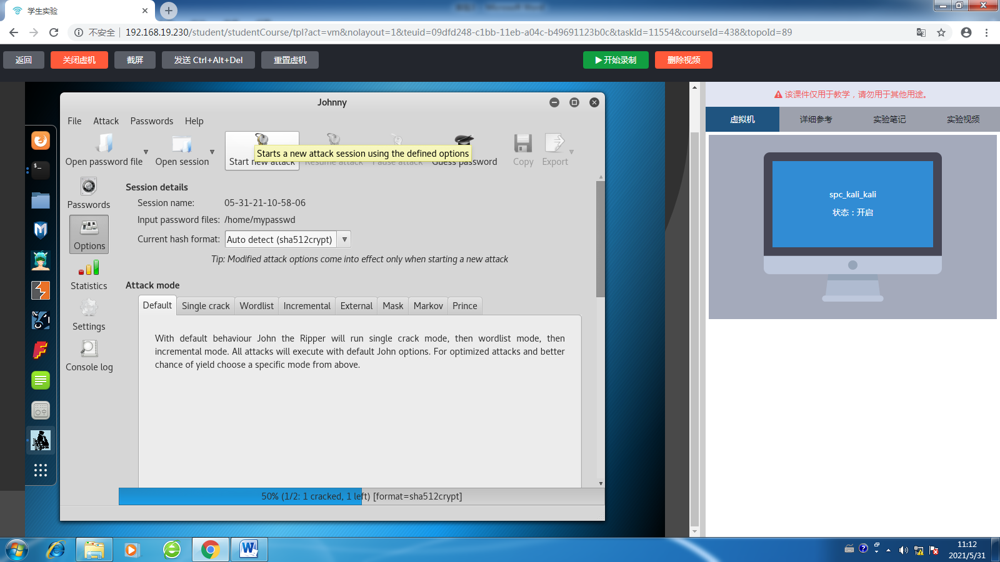 学生实验
不安全
192.168.19.230/student/studentCourse/tpl?act=vm&nolayout=1&teuid=09dfd248-c1bb-11eb-a04c-b49691123b0c&taskId=11554&courseId=438&topoId=89
返回 关闭虚机 截屏 发送 Ctrl+Alt+Del 重置虚机 开始录制 删除视频
Johnny
File Attack Passwords Help
Starts a new attack session using the defined options
Open password file Open session Start new attack Resume attack Pause attack Guess password Copy Export
Passwords
Options
Statistics
Settings
Console log
Session details
Session name: 05-31-21-10-58-06
Input password files: /home/mypasswd
Current hash format: Auto detect (sha512crypt)
Tip: Modified attack options come into effect only when starting a new attack
Attack mode
Default Single crack Wordlist Incremental External Mask Markov Prince
With default behaviour John the Ripper will run single crack mode, then wordlist mode, then
incremental mode. All attacks will execute with default John options. For optimized attacks and better
chance of yield choose a specific mode from above.
50% (1/2: 1 cracked, 1 left) [format=sha512crypt]
该课件仅用于教学，请勿用于其他用途。
虚拟机 详细参考 实验笔记 实验视频
spc_kali_kali
状态：开启
11:12
2021/5/31